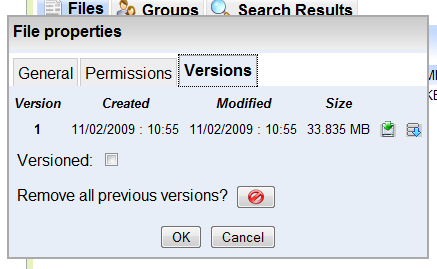 Files Groups Search Results
File properties
General Permissions Versions
Version Created Modified Size
1 11/02/2009 : 10:55 11/02/2009 : 10:55 33.835 MB
Versioned:
Remove all previous versions?
OK Cancel